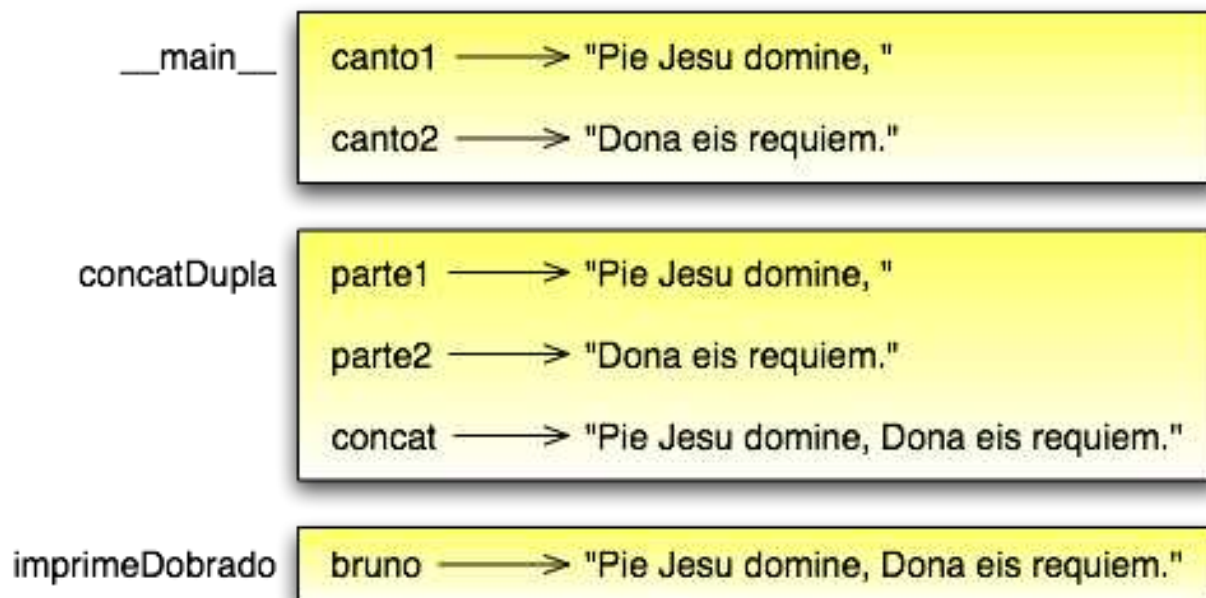 __main__ canto1 "Pie Jesu domine, "
canto2 "Dona eis requiem."
concatDupla parte1 "Pie Jesu domine, "
parte2 "Dona eis requiem."
concat "Pie Jesu domine, Dona eis requiem."
imprimeDobrado bruno "Pie Jesu domine, Dona eis requiem."